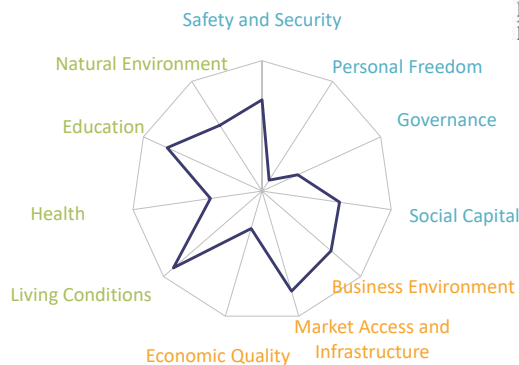 Safety and Security
Natural Environment
Personal Freedom
Education
Governance
Health
Social Capital
Living Conditions
Business Environment
Market Access and
Infrastructure
Economic Quality